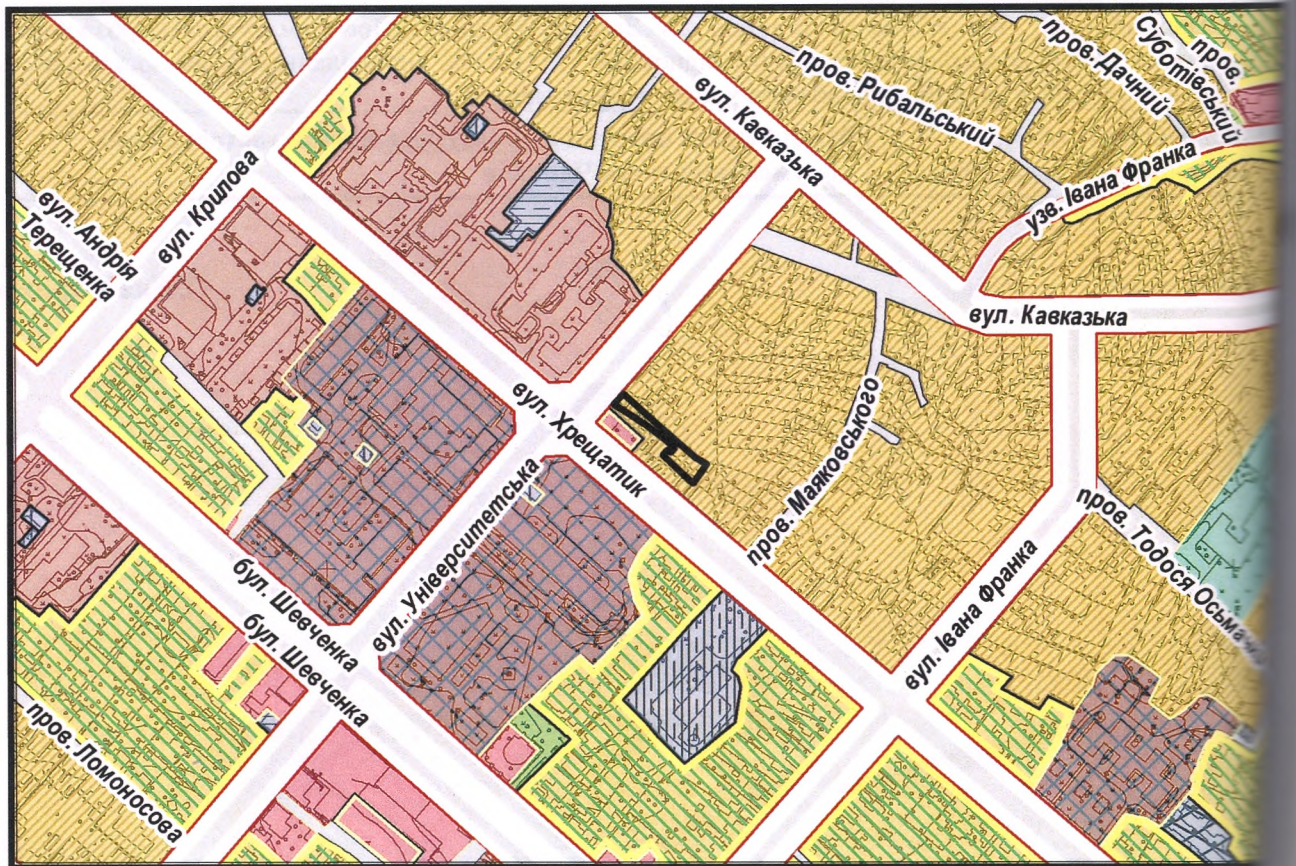 пров. Рибальський
пров. Дачний
пров.
Суботівський
вул. Кавказька
узв. Івана Франка
вул. Крилова
вул. Андрія
Терещенка
вул. Кавказька
вул. Хрещатик
пров. Маяковського
вул. Університетська
пров. Тодося
бул. Шевченка
бул. Шевченка
вул. Івана Франка
пров. Ломоносова